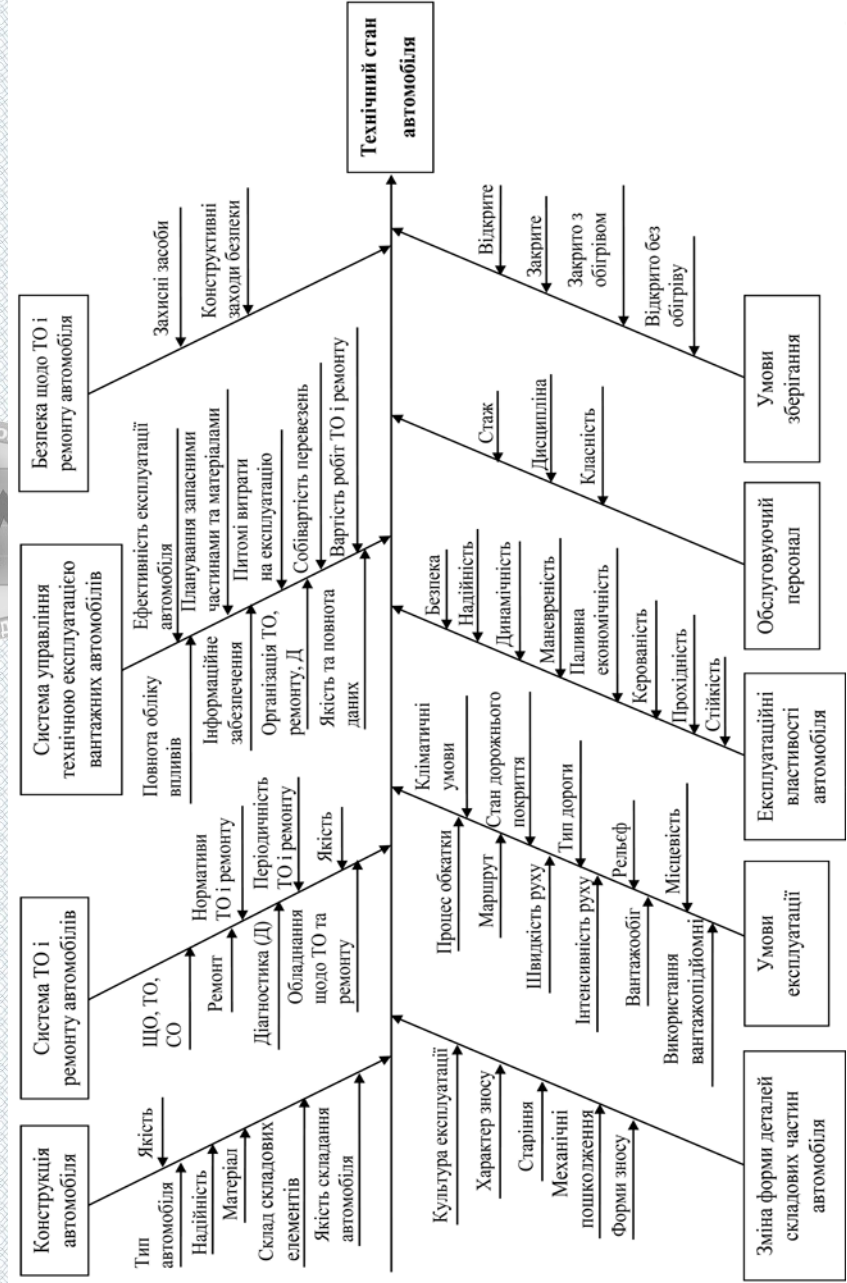 Конструкція
автомобіля
Система ТО і
ремонту автомобілів
Система управління
технічною експлуатацією
вантажних автомобілів
Безпека щодо ТО і
ремонту автомобіля
Якість
Тип
автомобіля
Надійність
Матеріал
Склад складових
елементів
Якість складання
автомобіля
ЩО, ТО,
СО
Нормативи
ТО і ремонту
Ремонт
Періодичність
ТО і ремонту
Діагностика (Д)
Якість
Обладнання
щодо ТО та
ремонту
Ефективність експлуатації
автомобіля
Повнота обліку
впливів
Планування запасними
частинами та матеріалами
Інформаційне
забезпечення
Питомі витрати
на експлуатацію
Організація ТО,
ремонту, Д
Собівартість перевезень
Якість та повнота
даних
Вартість робіт ТО і ремонту
Захисні засоби
Конструктивні
заходи безпеки
Технічний стан
автомобіля
Культура експлуатації
Характер зносу
Старіння
Механічні
пошкодження
Форми зносу
Кліматичні
умови
Процес обкатки
Стан дорожнього
покриття
Маршрут
Швидкість руху
Тип дороги
Інтенсивність руху
Рельєф
Вантажообіг
Місцевість
Використання
вантажопідйомні
Безпека
Надійність
Динамічність
Маневреність
Паливна
економічність
Керованість
Прохідність
Стійкість
Стаж
Дисципліна
Класність
Відкрите
Закрите
Закрито з
обігрівом
Відкрито без
обігріву
Зміна форми деталей
складових частин
автомобіля
Умови
експлуатації
Експлуатаційні
властивості
автомобіля
Обслуговуючий
персонал
Умови
зберігання